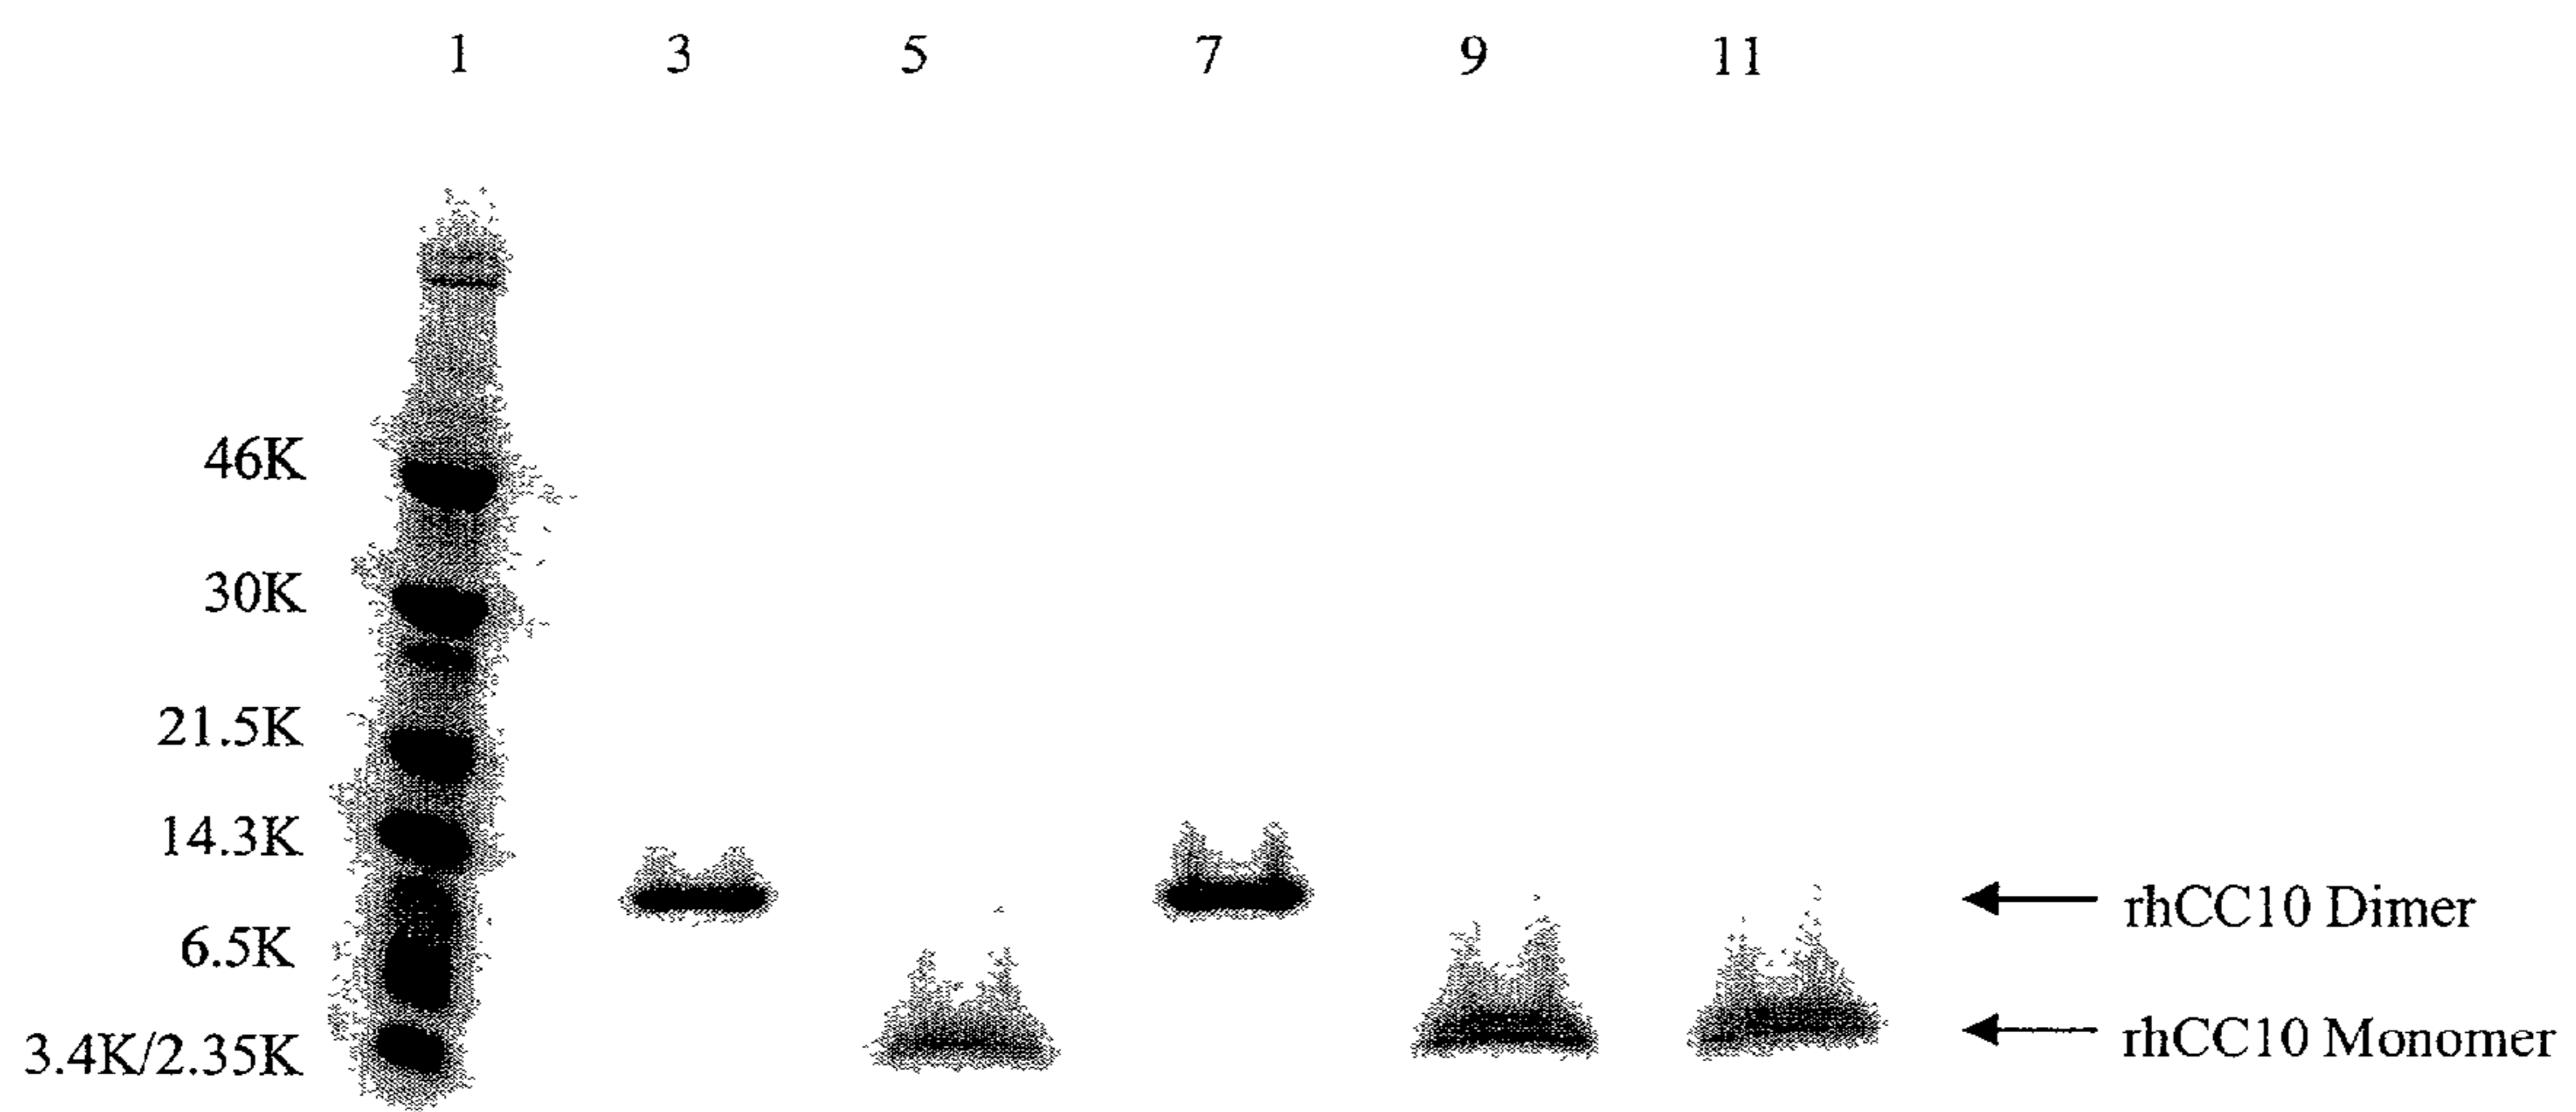 1 3 5 7 9 11
46K
30K
21.5K
14.3K
rhCC10 Dimer
6.5K
rhCC10 Monomer
3.4K/2.35K